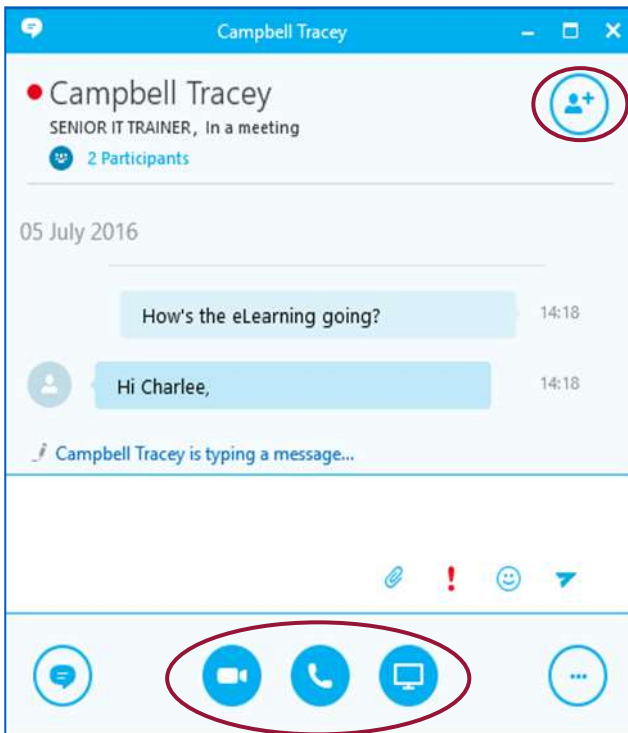 Campbell Tracey
Campbell Tracey
SENIOR IT TRAINER, In a meeting
2 Participants
05 July 2016
How's the eLearning going? 14:18
Hi Charlee, 14:18
Campbell Tracey is typing a message...